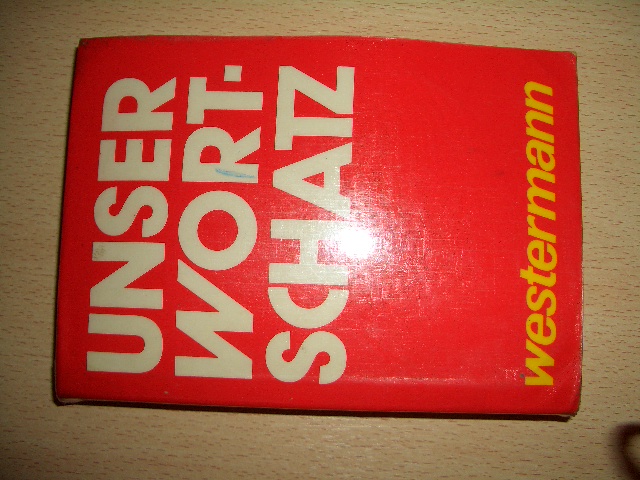 UNSER
WORT-
SCHATZ
westermann